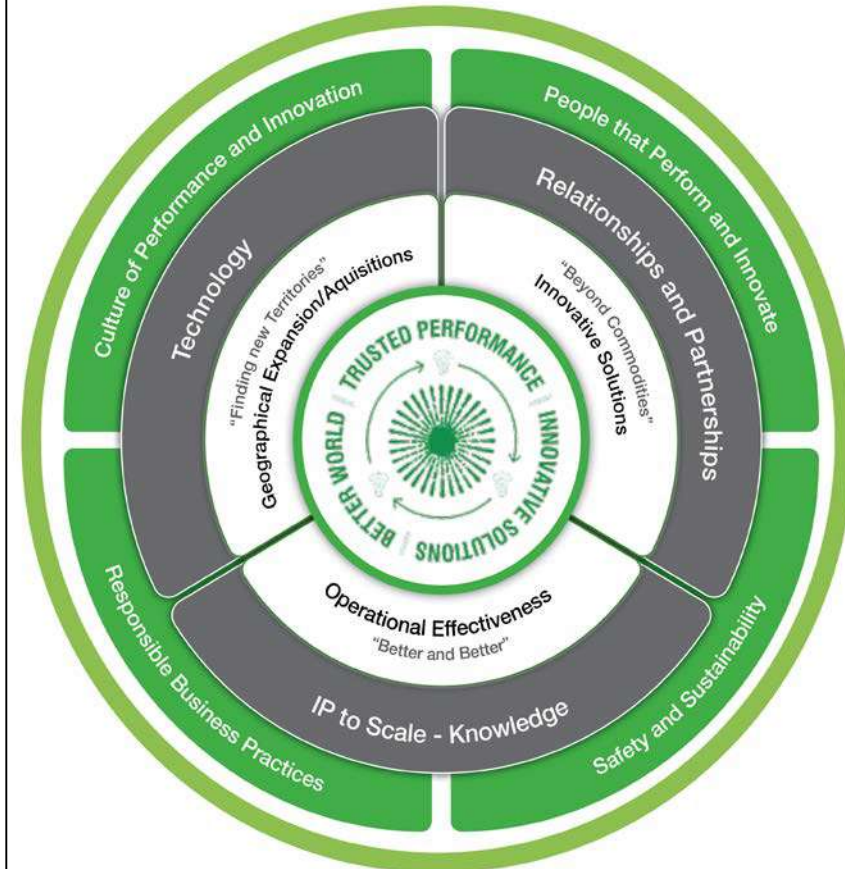 Culture of Performance and Innovation
People that Perform and Innovate
Technology
Relationships and Partnerships
“Finding new Territories”
Geographical Expansion/Aquisitions
“Beyond Commodities”
Innovative Solutions
TRUSTED PERFORMANCE
INNOVATIVE SOLUTIONS
BETTER WORLD
Operational Effectiveness
“Better and Better”
IP to Scale - Knowledge
Responsible Business Practices
Safety and Sustainability